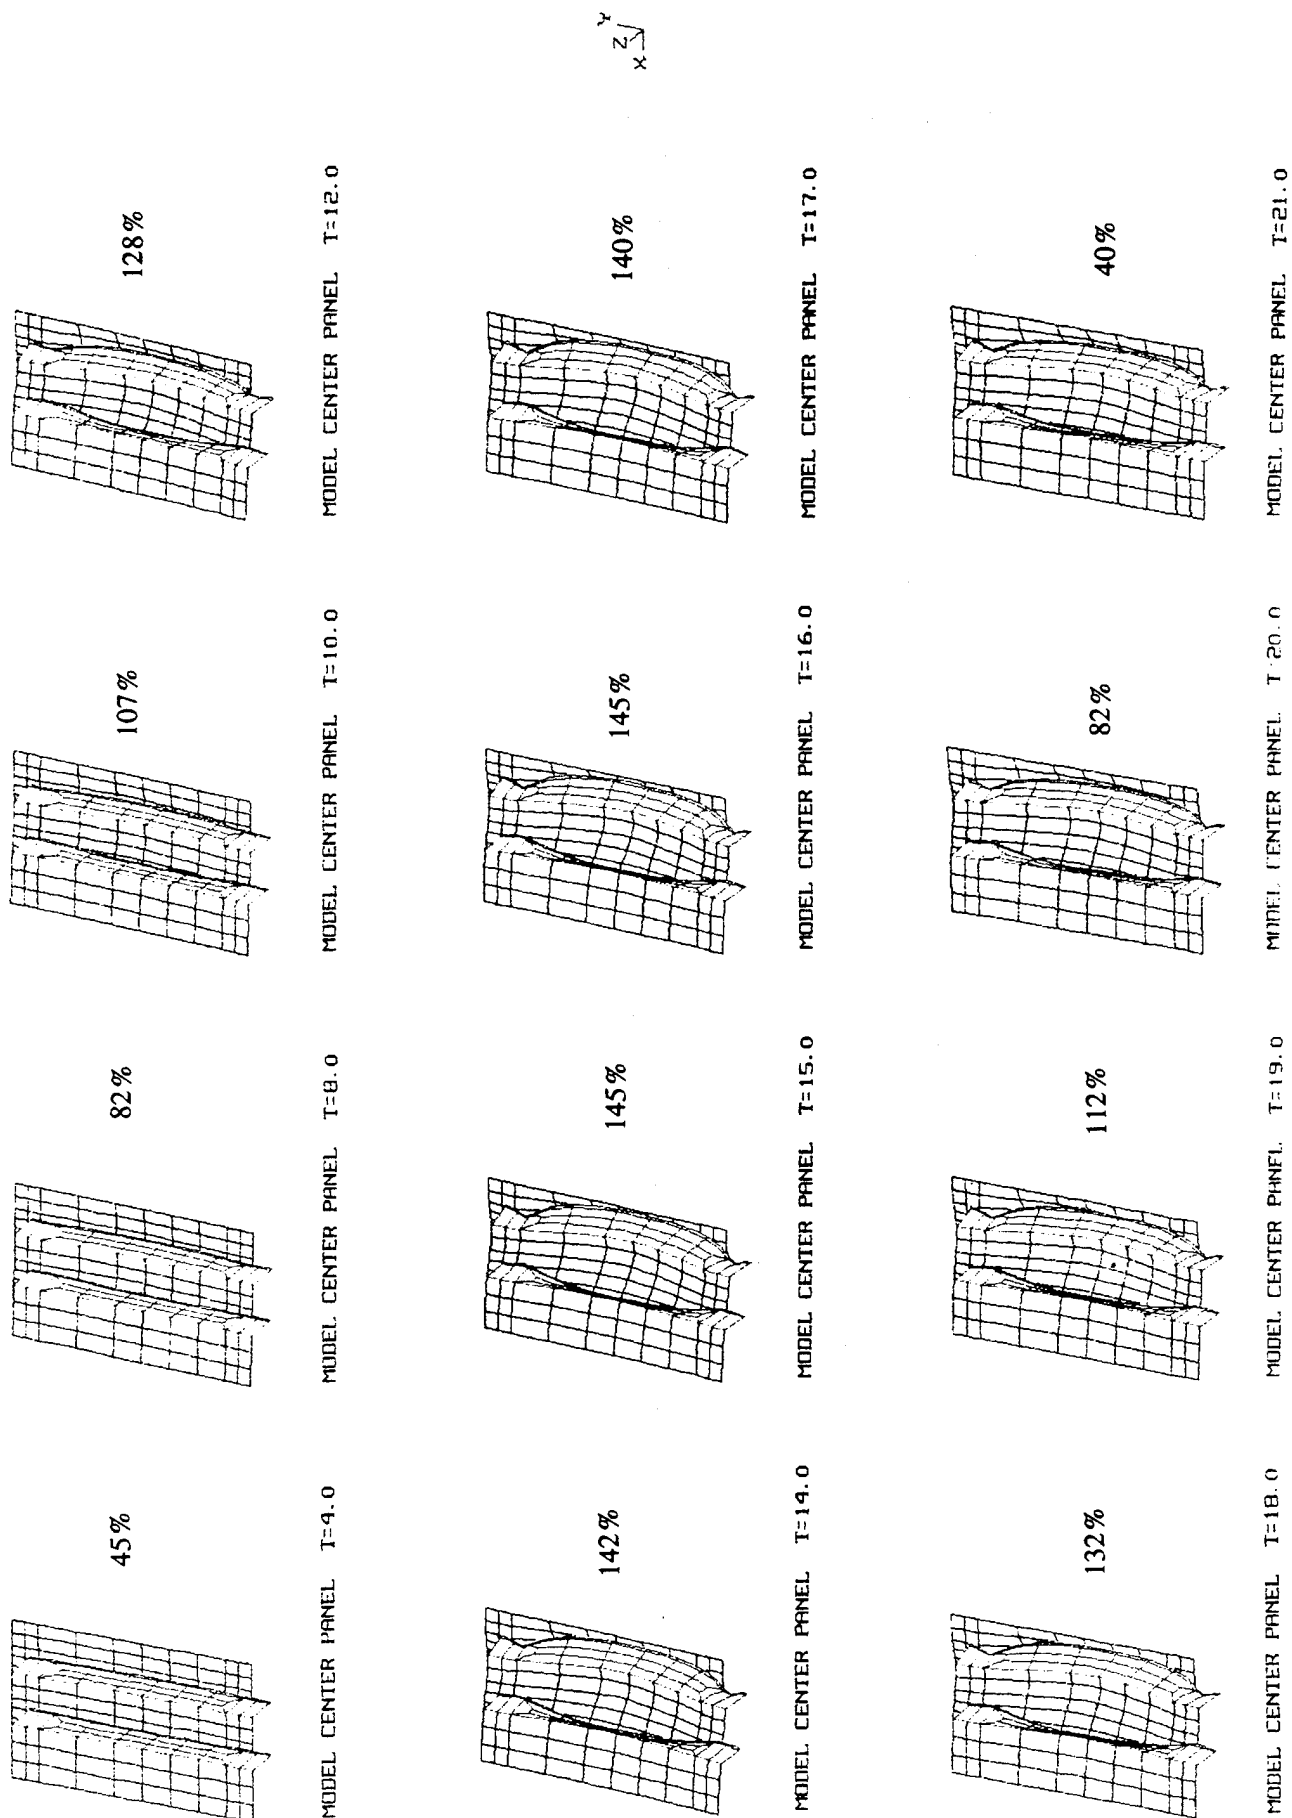 45%
MODEL CENTER PANEL T=4.0
82%
MODEL CENTER PANEL T=8.0
107%
MODEL CENTER PANEL T=10.0
128%
MODEL CENTER PANEL T=12.0
142%
MODEL CENTER PANEL T=14.0
145%
MODEL CENTER PANEL T=15.0
145%
MODEL CENTER PANEL T=16.0
140%
MODEL CENTER PANEL T=17.0
132%
MODEL CENTER PANEL T=18.0
112%
MODEL CENTER PANEL T=19.0
82%
MODEL CENTER PANEL T 20.0
40%
MODEL CENTER PANEL T=21.0
X Z Y